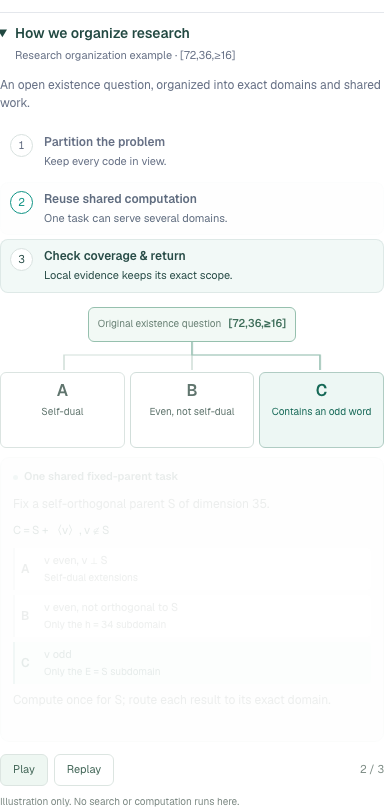 How we organize research
Research organization example · [72,36,≥16]
An open existence question, organized into exact domains and shared
work.
1 Partition the problem
Keep every code in view.
2 Reuse shared computation
One task can serve several domains.
3 Check coverage & return
Local evidence keeps its exact scope.
Original existence question [72,36,≥16]
A B C
Self-dual Even, not self-dual Contains an odd word
One shared fixed-parent task
Fix a self-orthogonal parent S of dimension 35.
C = S + ⟨v⟩, v ∉ S
A
v even, v ⊥ S
Self-dual extensions
B
v even, not orthogonal to S
Only the h = 34 subdomain
C
v odd
Only the E = S subdomain
Compute once for S; route each result to its exact domain.
Play Replay 2 / 3
Illustration only. No search or computation runs here.